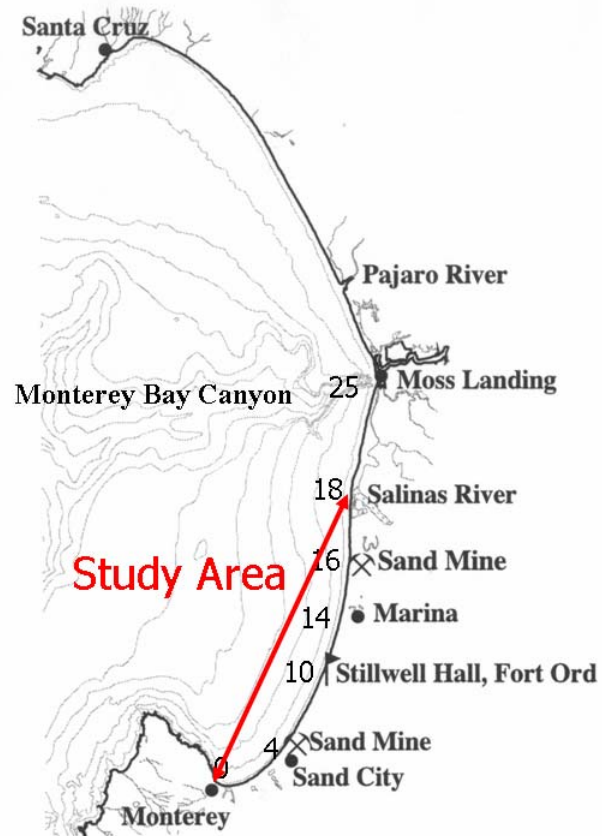 Santa Cruz
Pajaro River
Moss Landing
25
Monterey Bay Canyon
18
Salinas River
16
Sand Mine
Study Area
14
Marina
10
Stillwell Hall, Fort Ord
4
Sand Mine
0
Sand City
Monterey